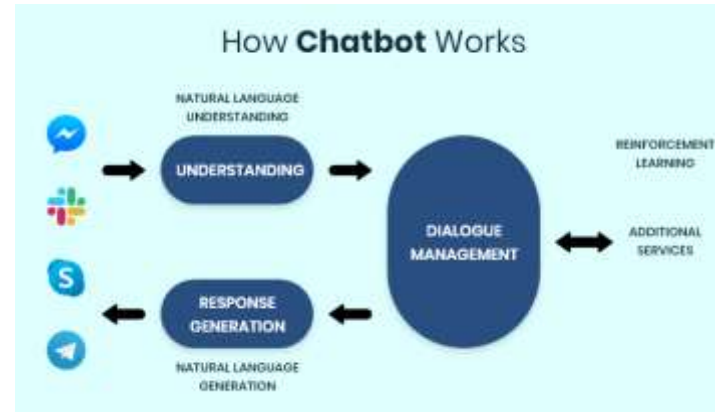 How Chatbot Works
NATURAL LANGUAGE
UNDERSTANDING
UNDERSTANDING
REINFORCEMENT
LEARNING
DIALOGUE
MANAGEMENT
ADDITIONAL
SERVICES
RESPONSE
GENERATION
NATURAL LANGUAGE
GENERATION